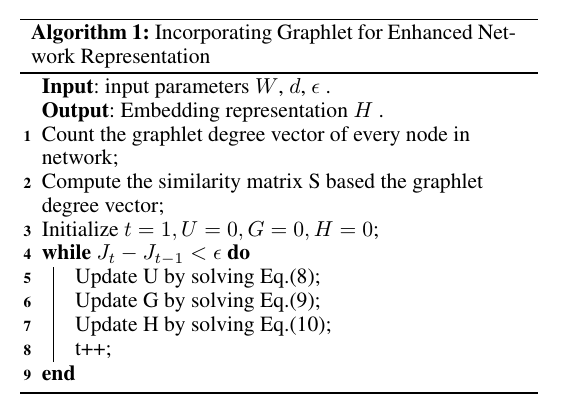 Algorithm 1: Incorporating Graphlet for Enhanced Net-
work Representation
Input: input parameters W, d, ϵ .
Output: Embedding representation H .
1 Count the graphlet degree vector of every node in
network;
2 Compute the similarity matrix S based the graphlet
degree vector;
3 Initialize t = 1, U = 0, G = 0, H = 0;
4 while J_t − J_{t−1} < ϵ do
5 Update U by solving Eq.(8);
6 Update G by solving Eq.(9);
7 Update H by solving Eq.(10);
8 t++;
9 end